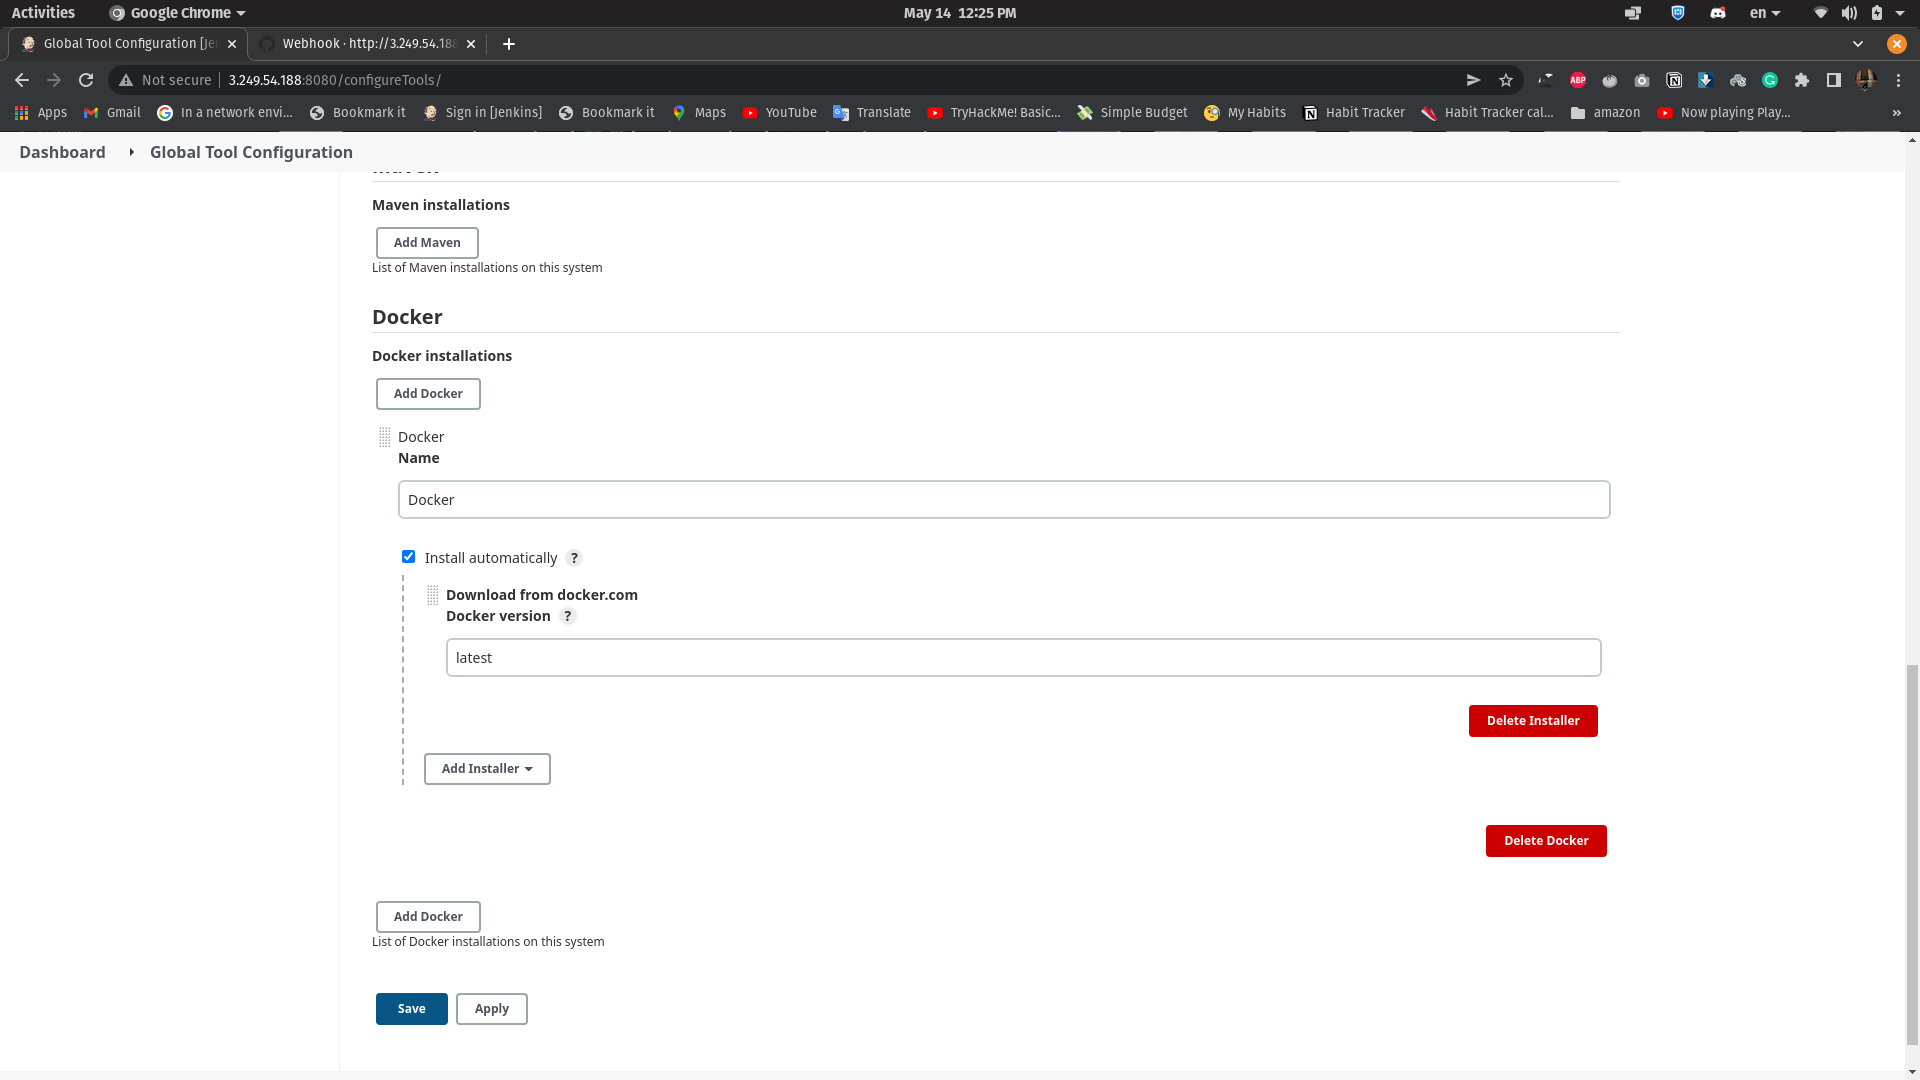 Activities
Google Chrome
May 14 12:25 PM
en
Global Tool Configuration [Je
Webhook · http://3.249.54.188
Not secure
3.249.54.188:8080/configureTools/
ABP
Apps
Gmail
In a network envi...
Bookmark it
Sign in [Jenkins]
Bookmark it
Maps
YouTube
Translate
TryHackMe! Basic...
Simple Budget
My Habits
Habit Tracker
Habit Tracker cal...
amazon
Now playing Play...
»
Dashboard
Global Tool Configuration
Maven
Maven installations
Add Maven
List of Maven installations on this system
Docker
Docker installations
Add Docker
Docker
Name
Docker
Install automatically ?
Download from docker.com
Docker version ?
latest
Delete Installer
Add Installer
Delete Docker
Add Docker
List of Docker installations on this system
Save
Apply